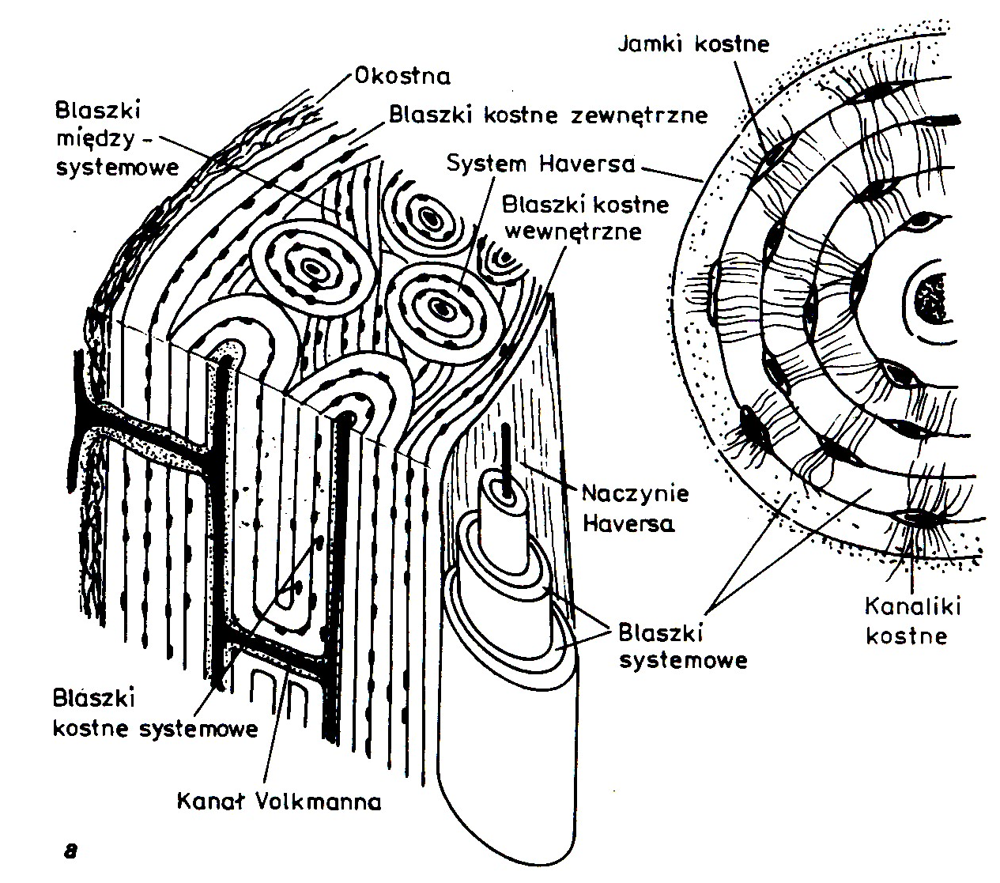 Jamki kostne
Okostna
Blaszki
między -
systemowe
Blaszki kostne zewnętrzne
System Haversa
Blaszki kostne
wewnętrzne
Naczynie
Haversa
Kanaliki
kostne
Blaszki
systemowe
Blaszki
kostne systemowe
Kanał Volkmanna
a